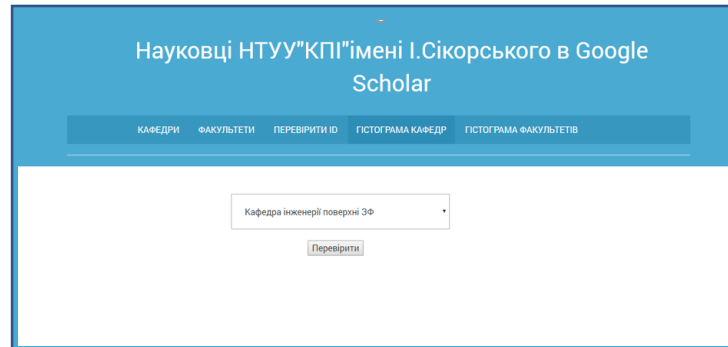 Науковці НТУУ"КПІ"імені І.Сікорського в Google
Scholar
КАФЕДРИ ФАКУЛЬТЕТИ ПЕРЕВІРИТИ ID ГІСТОГРАМА КАФЕДР ГІСТОГРАМА ФАКУЛЬТЕТІВ
Кафедра інженерії поверхні ЗФ
Перевірити